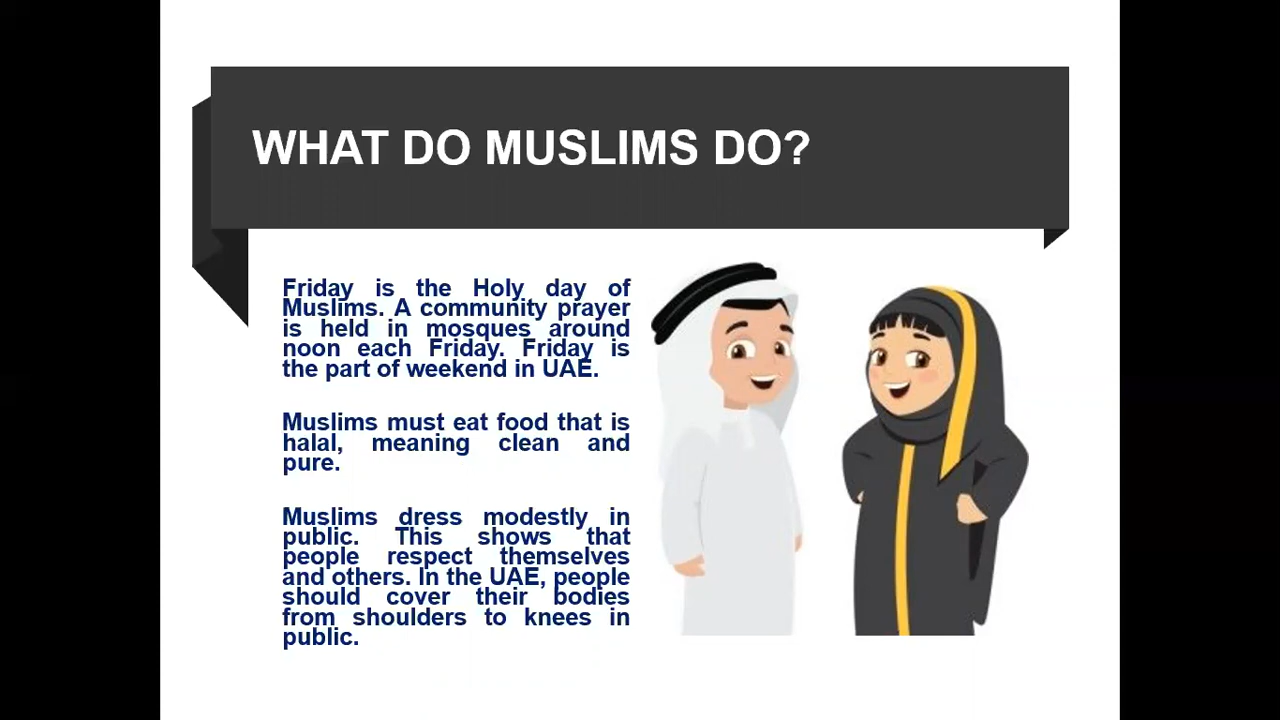 WHAT DO MUSLIMS DO?
Friday is the Holy day of
Muslims. A community prayer
is held in mosques around
noon each Friday. Friday is
the part of weekend in UAE.
Muslims must eat food that is
halal, meaning clean and
pure.
Muslims dress modestly in
public. This shows that
people respect themselves
and others. In the UAE, people
should cover their bodies
from shoulders to knees in
public.